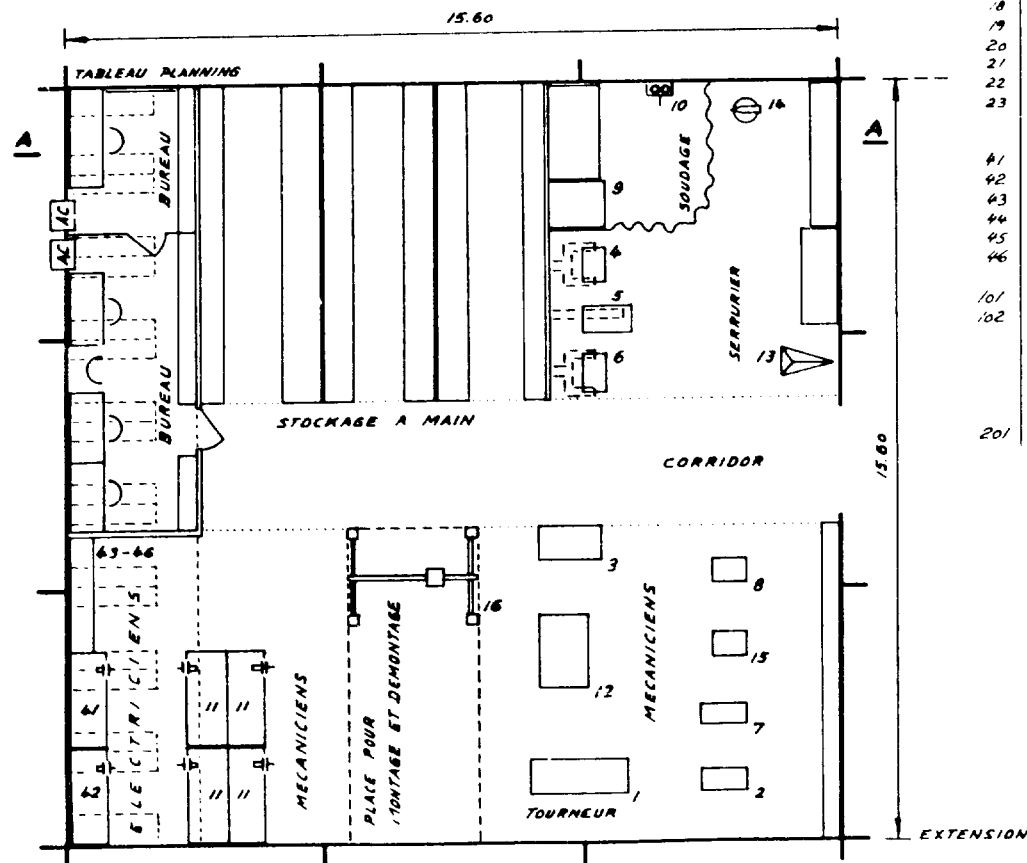 15.60
18
19
20
21
22
23
41
42
43
44
45
46
101
102
201
TABLEAU PLANNING
A
A
BUREAU
AC
AC
BUREAU
10
14
SOUDAGE
9
4
5
6
SERRURIER
13
STOCKAGE A MAIN
CORRIDOR
15.60
43-46
ELECTRICIENS
41
42
11 11
11 11
MECANICIENS
PLACE POUR
MONTAGE ET DEMONTAGE
16
3
12
MECANICIENS
8
15
7
2
1
TOURNEUR
EXTENSION